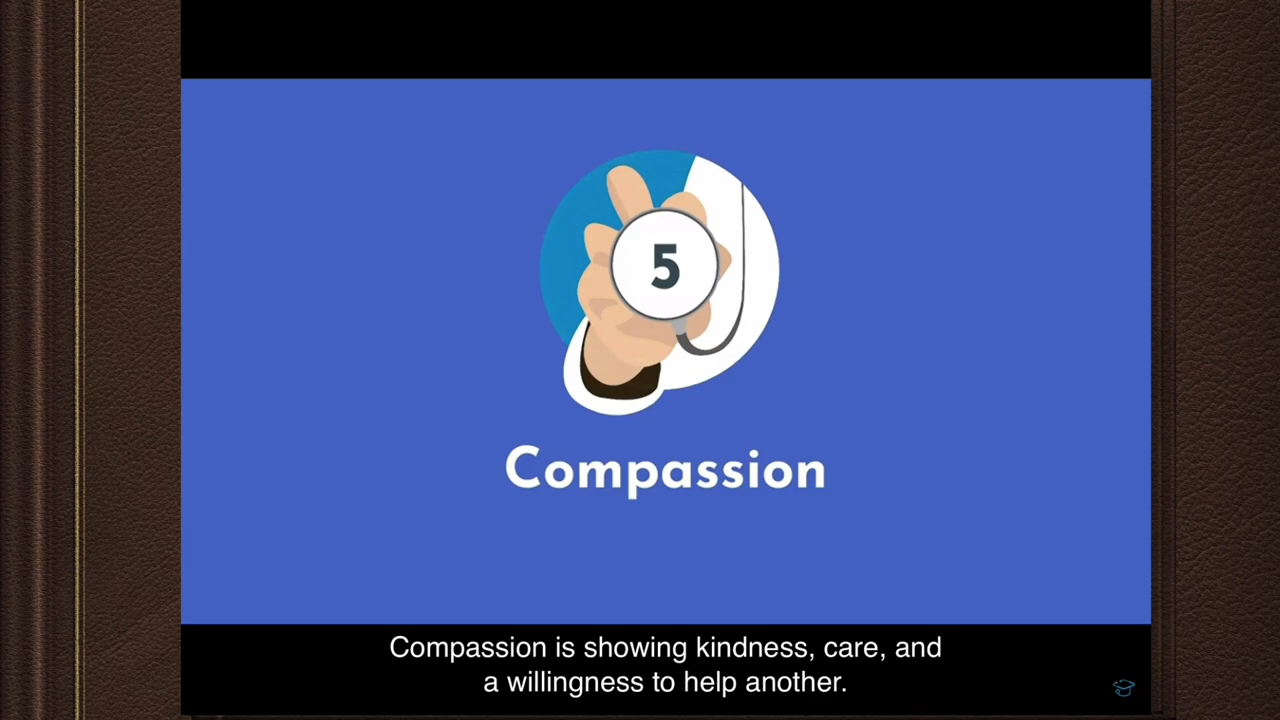 5
Compassion
Compassion is showing kindness, care, and
a willingness to help another.